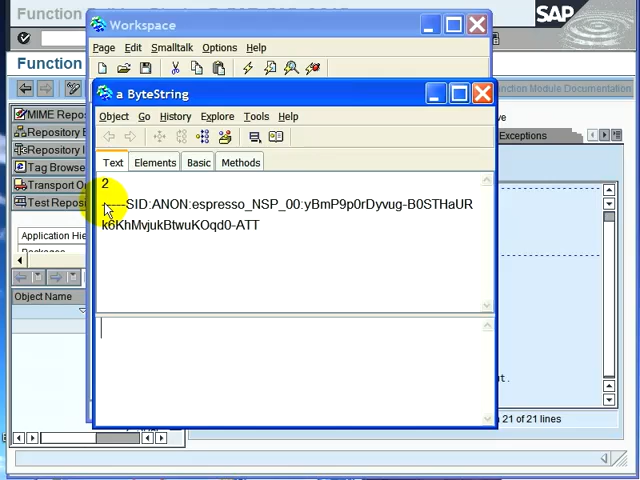 SAP
Workspace
Page Edit Smalltalk Options Help
Function
a ByteString
Function Module Documentation
Object Go History Explore Tools Help
MIME Repos
Repository
Exceptions
Repository I
Text Elements Basic Methods
Tag Browse
2
Transport O
-----SID:ANON:espresso_NSP_00:yBmP9p0rDyvug-B0STHaUR
Test Repos
k6KhMvjukBtwuKOqd0-ATT
Application Hie
Object Name
21 of 21 lines